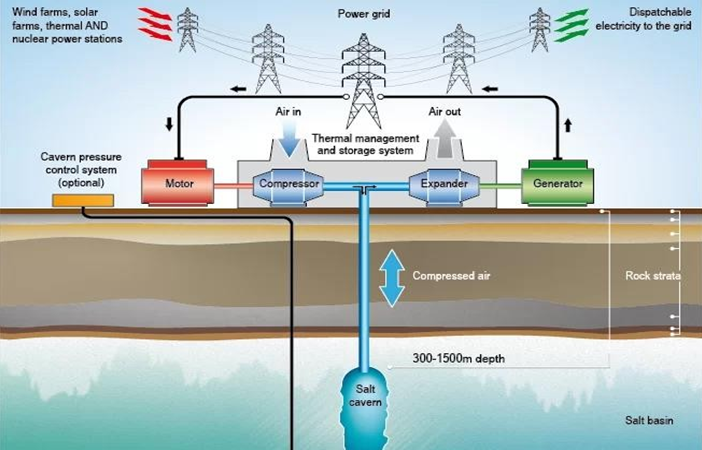 Wind farms, solar
farms, thermal AND
nuclear power stations
Power grid
Dispatchable
electricity to the grid
Air in
Air out
Thermal management
and storage system
Cavern pressure
control system
(optional)
Motor
Compressor
Expander
Generator
Compressed air
Rock strata
300-1500m depth
Salt
cavern
Salt basin